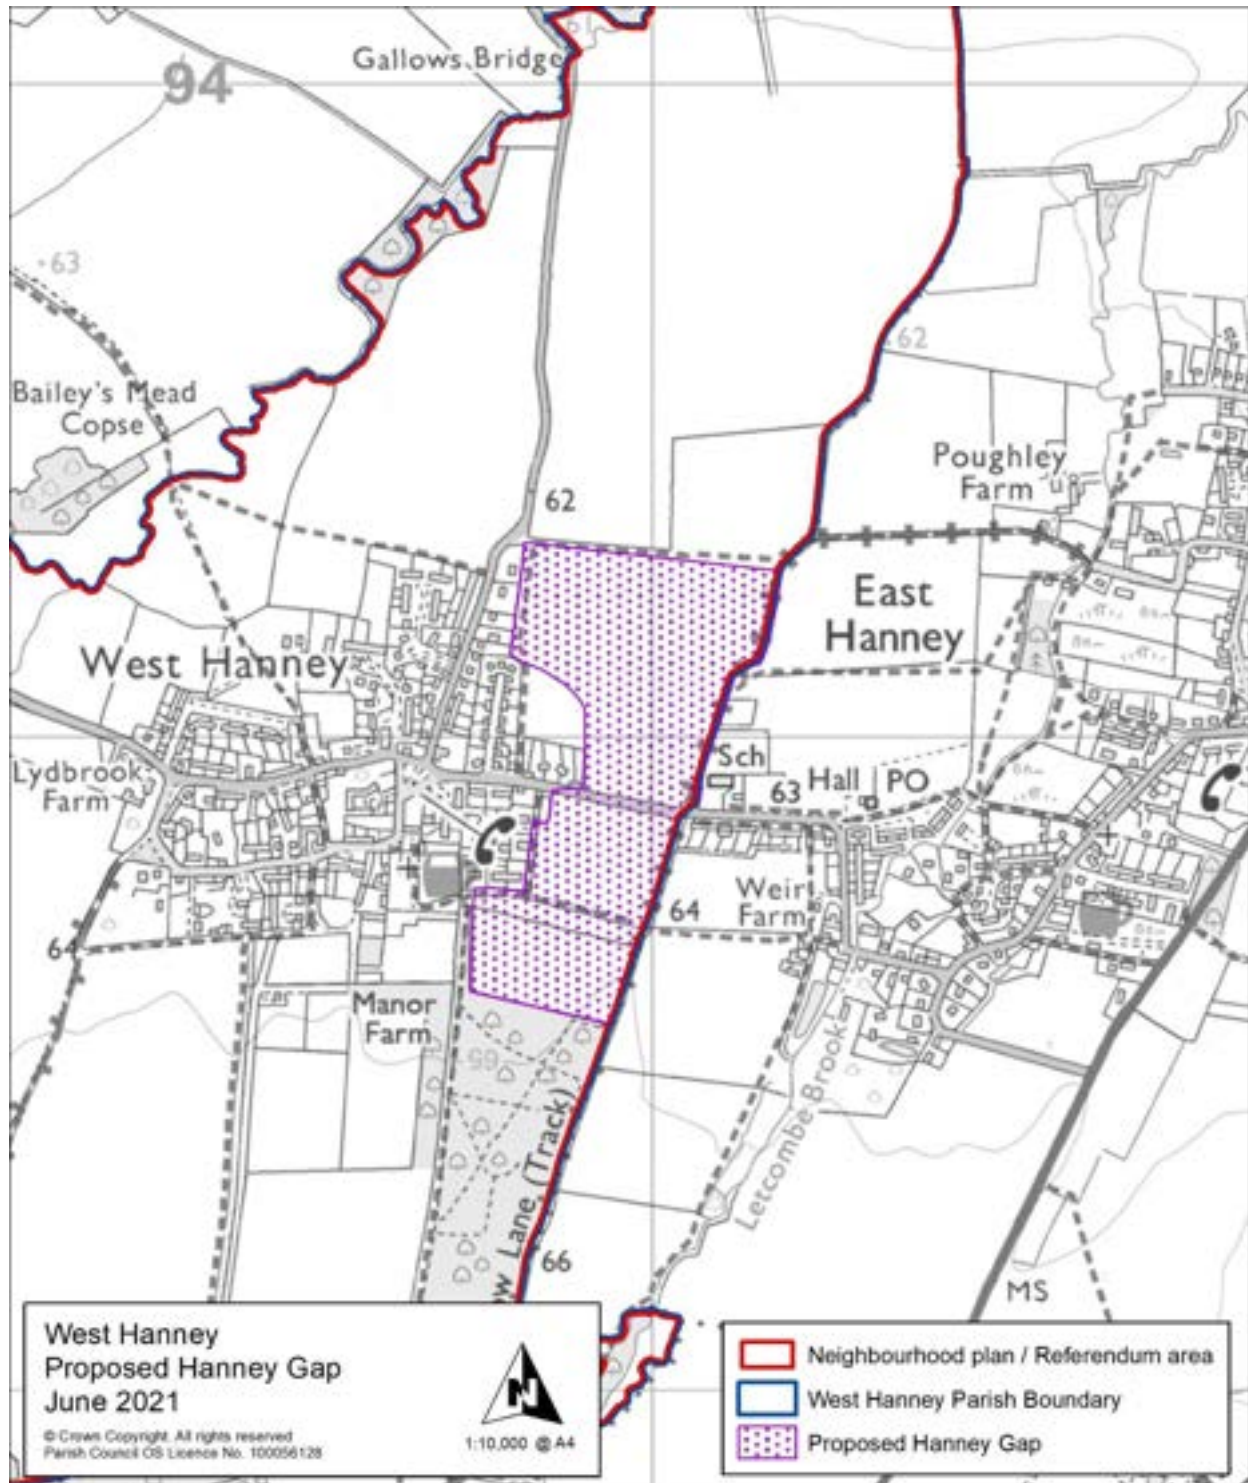 Gallows Bridge
94
63
62
Bailey's Mead
Copse
Poughley
Farm
62
East
Hanney
West Hanney
Sch
Lydbrook
Farm
63
Hall
PO
Weir
Farm
64
64
Manor
Farm
65
Letcombe Brook
Lane (Track)
66
MS
West Hanney
Proposed Hanney Gap
June 2021
© Crown Copyright. All rights reserved
Parish Council OS Licence No. 100056128
N
1:10,000 @ A4
Neighbourhood plan / Referendum area
West Hanney Parish Boundary
Proposed Hanney Gap